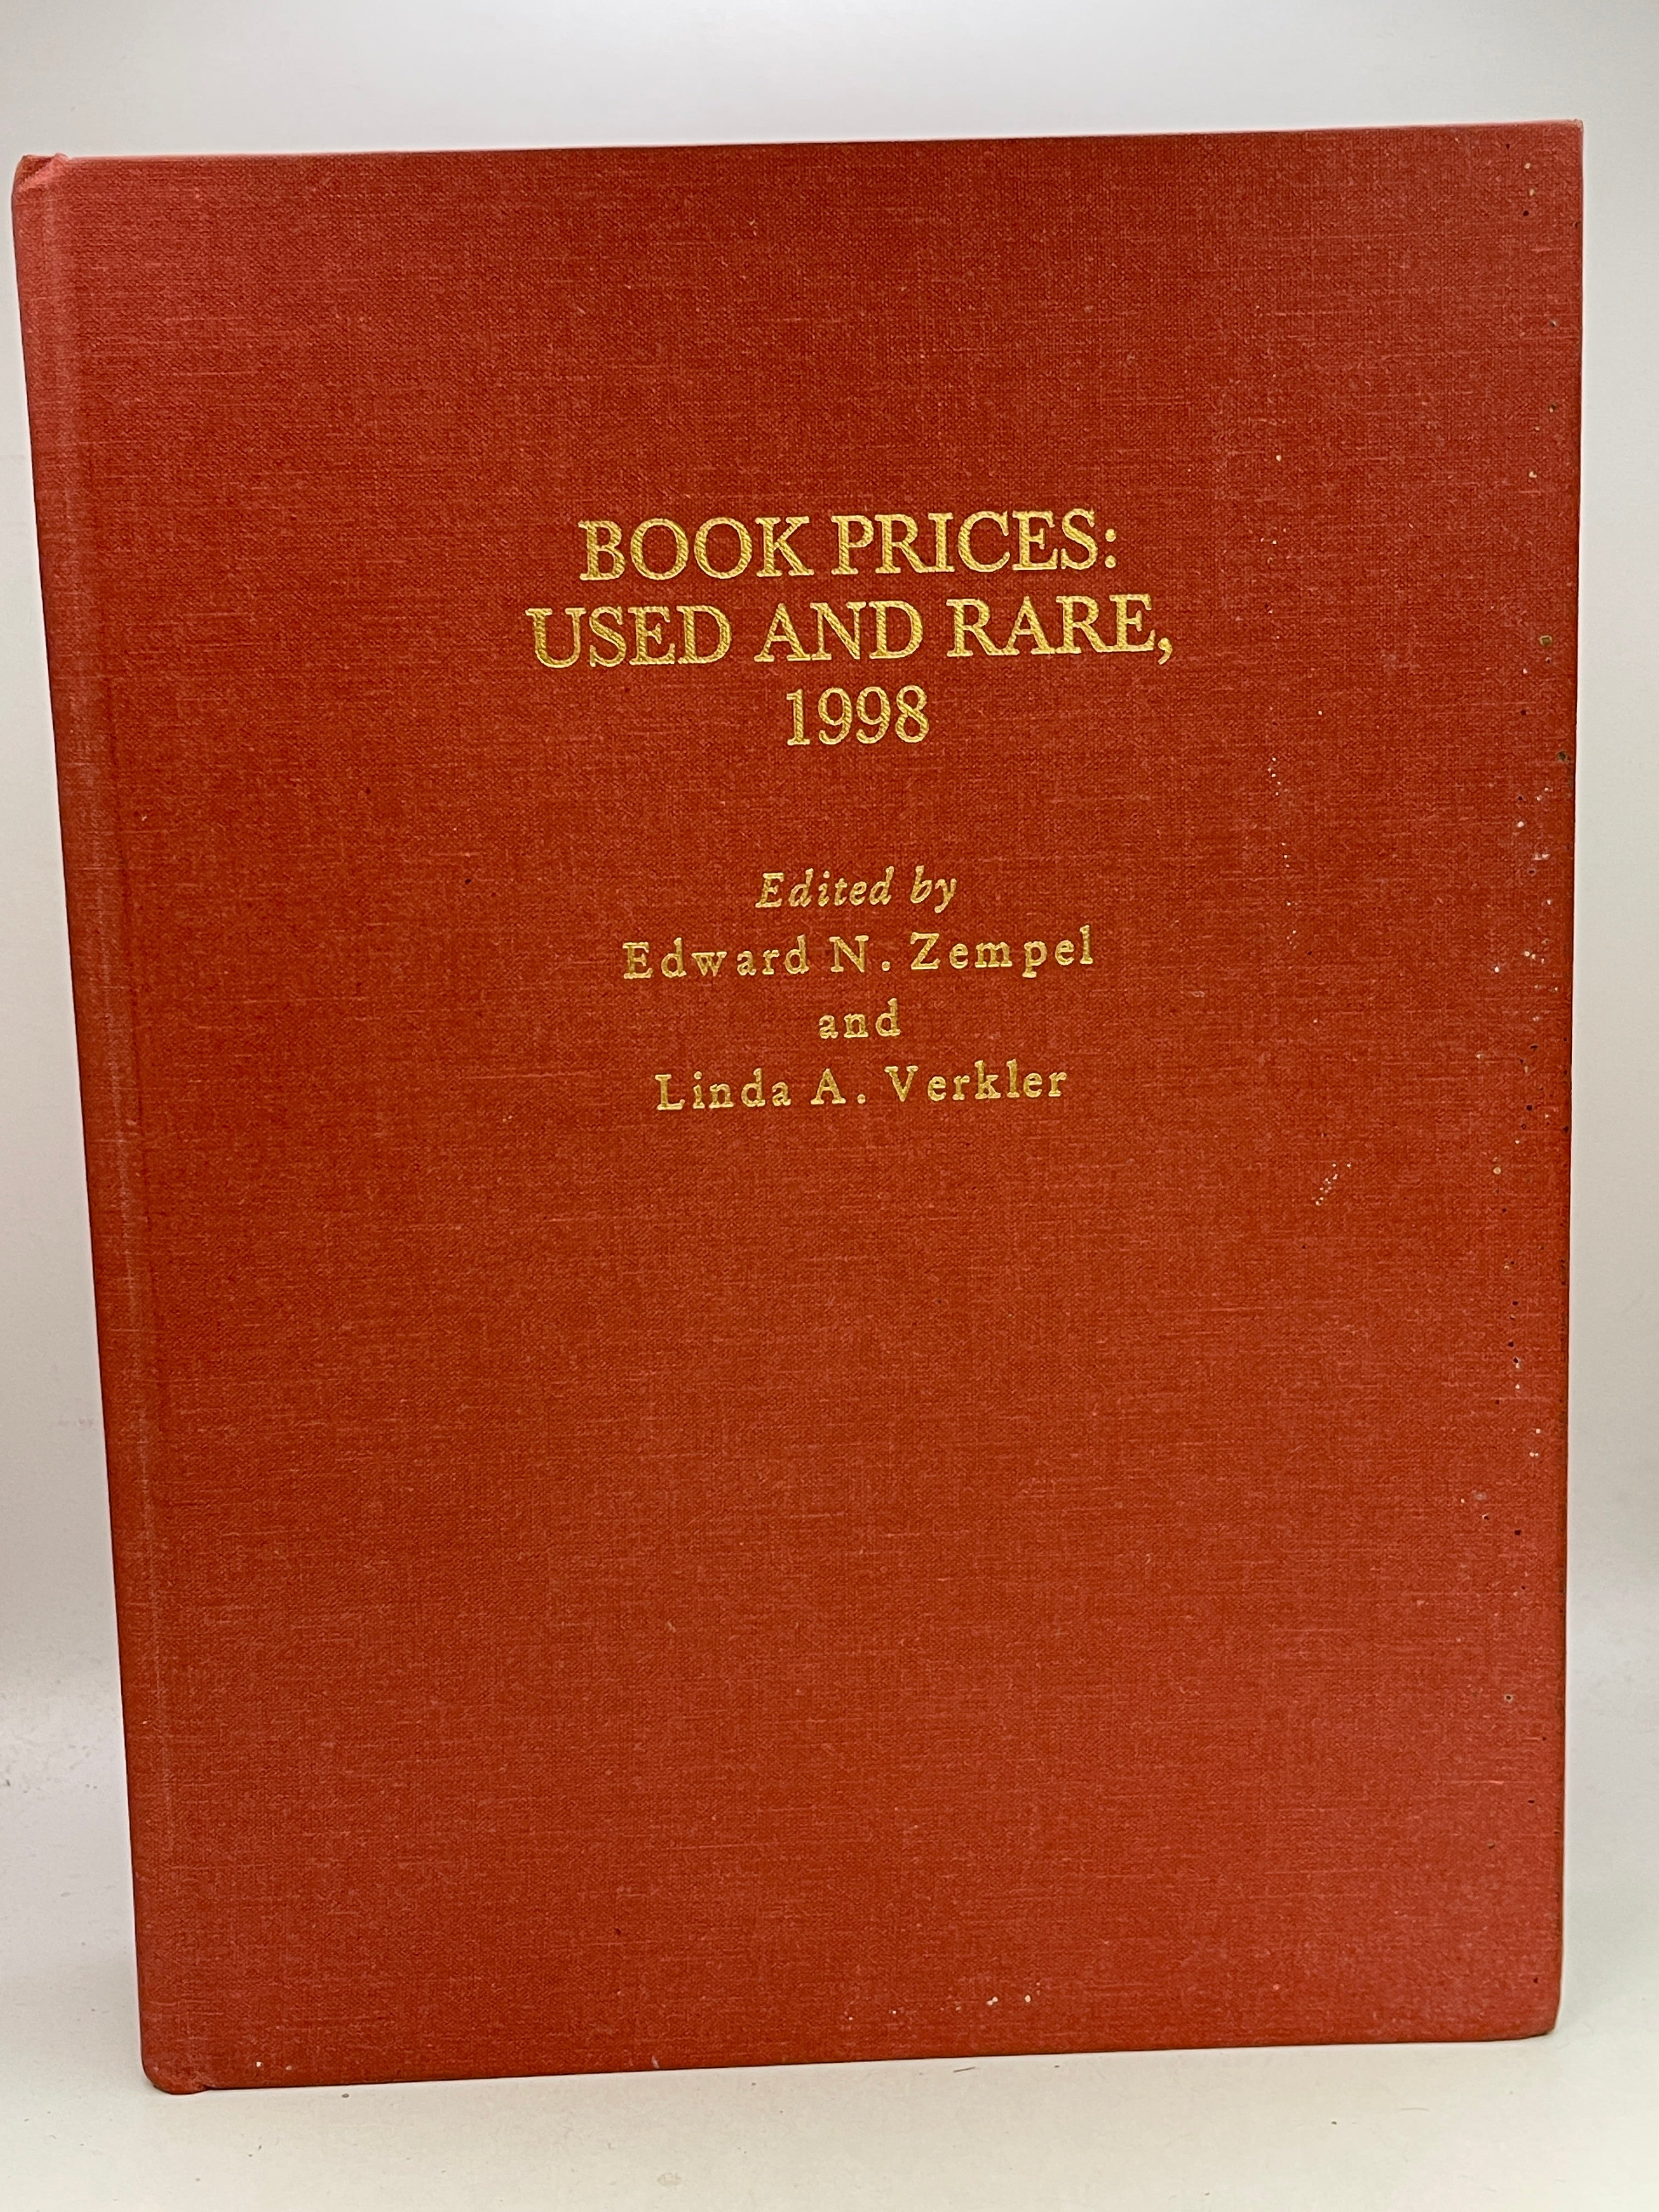 BOOK PRICES:
USED AND RARE,
1998
Edited by
Edward N. Zempel
and
Linda A. Verkler